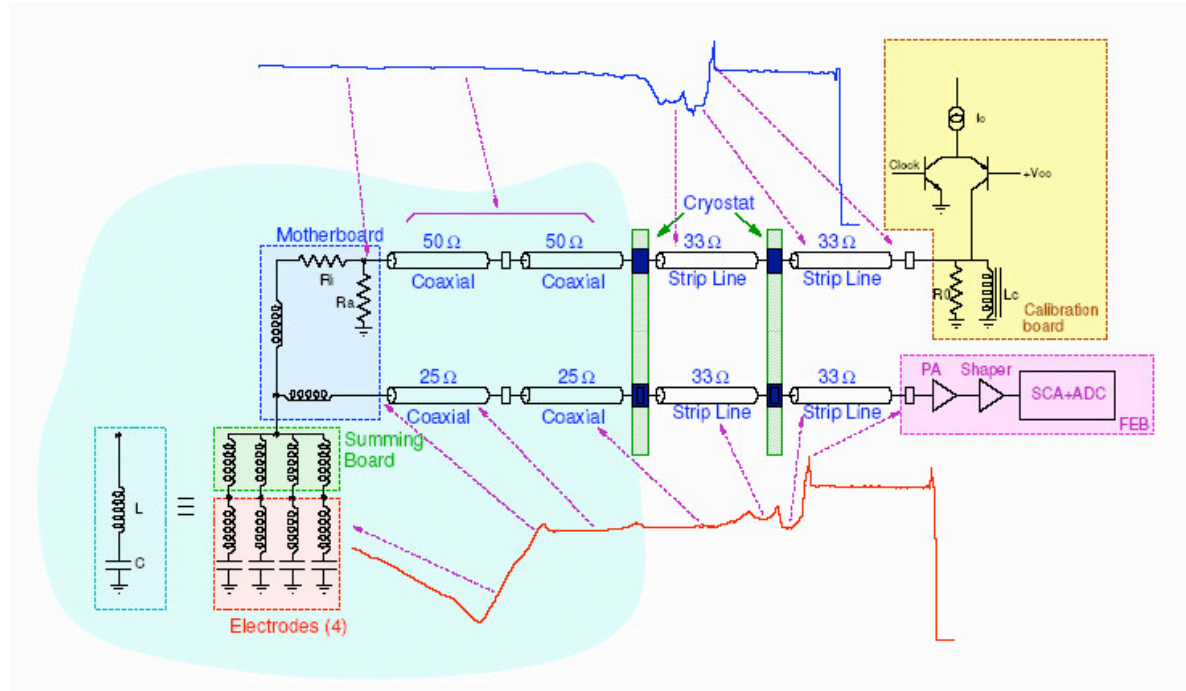 Ic
Clock
+Vcc
Cryostat
Motherboard
50 Ω
50 Ω
33 Ω
33 Ω
Ri
Coaxial
Coaxial
Strip Line
Strip Line
Ra
R0
Lc
Calibration
board
25 Ω
25 Ω
33 Ω
33 Ω
PA
Shaper
Coaxial
Coaxial
Strip Line
Strip Line
SCA+ADC
FEB
Summing
Board
L
C
Electrodes (4)